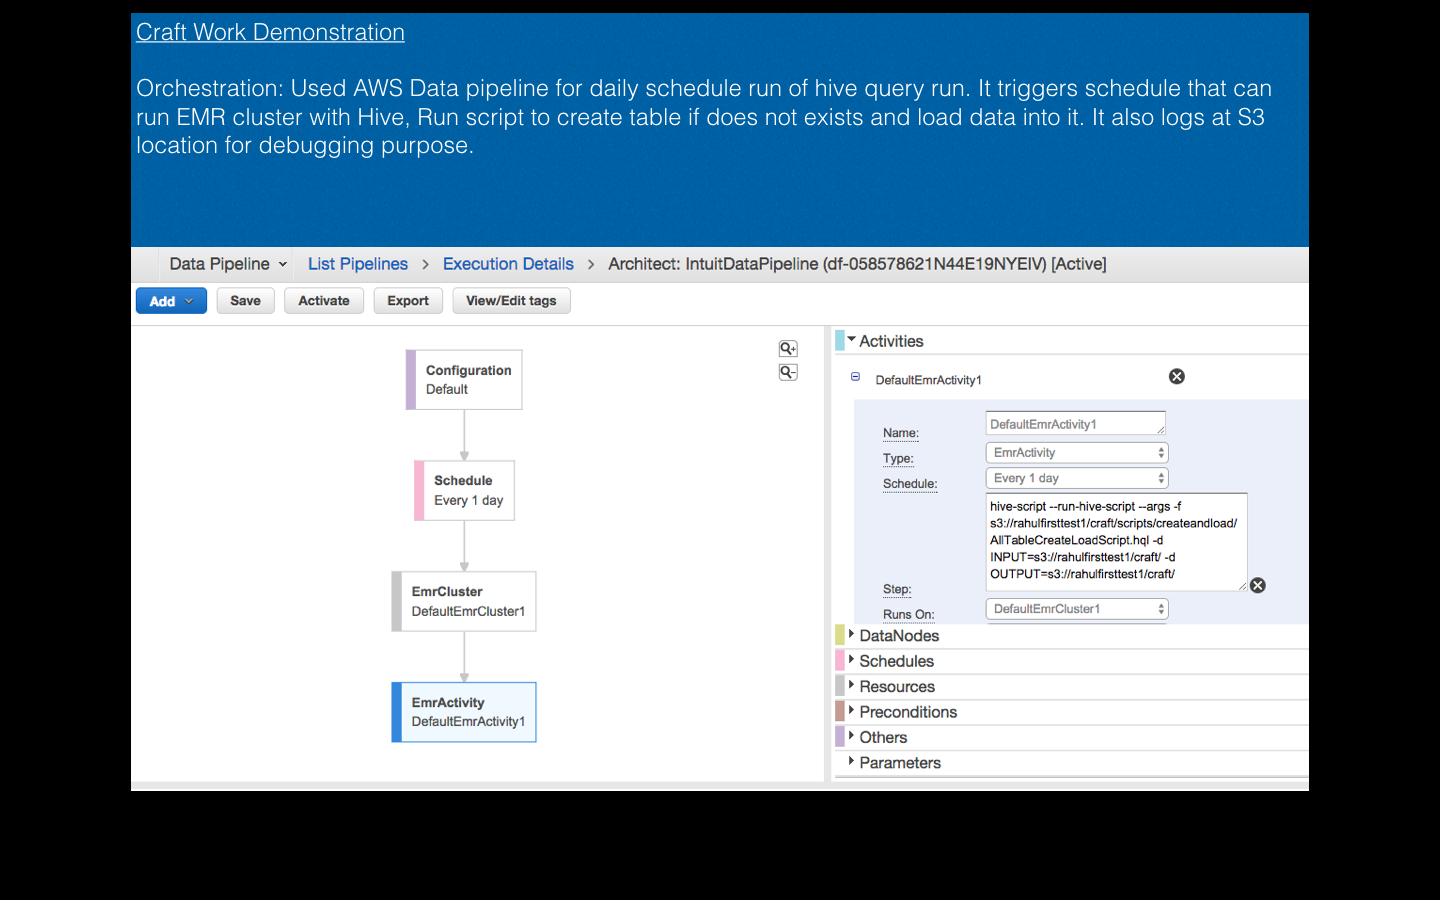 Craft Work Demonstration
Orchestration: Used AWS Data pipeline for daily schedule run of hive query run. It triggers schedule that can
run EMR cluster with Hive, Run script to create table if does not exists and load data into it. It also logs at S3
location for debugging purpose.
Data Pipeline List Pipelines > Execution Details > Architect: IntuitDataPipeline (df-058578621N44E19NYEIV) [Active]
Add Save Activate Export View/Edit tags
Configuration
Default
Schedule
Every 1 day
EmrCluster
DefaultEmrCluster1
EmrActivity
DefaultEmrActivity1
Activities
DefaultEmrActivity1
Name: DefaultEmrActivity1
Type: EmrActivity
Schedule: Every 1 day
hive-script --run-hive-script --args -f
s3://rahulfirsttest1/craft/scripts/createandload/
AllTableCreateLoadScript.hql -d
INPUT=s3://rahulfirsttest1/craft/ -d
OUTPUT=s3://rahulfirsttest1/craft/
Step:
Runs On: DefaultEmrCluster1
DataNodes
Schedules
Resources
Preconditions
Others
Parameters